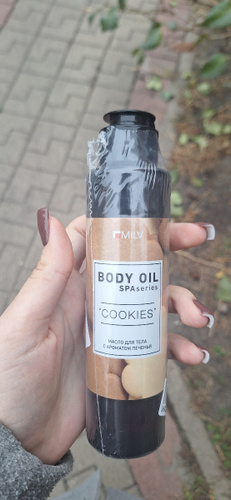 MILV
BODY OIL
SPAseries
"COOKIES"
МАСЛО ДЛЯ ТЕЛА
С АРОМАТОМ ПЕЧЕНЬЯ